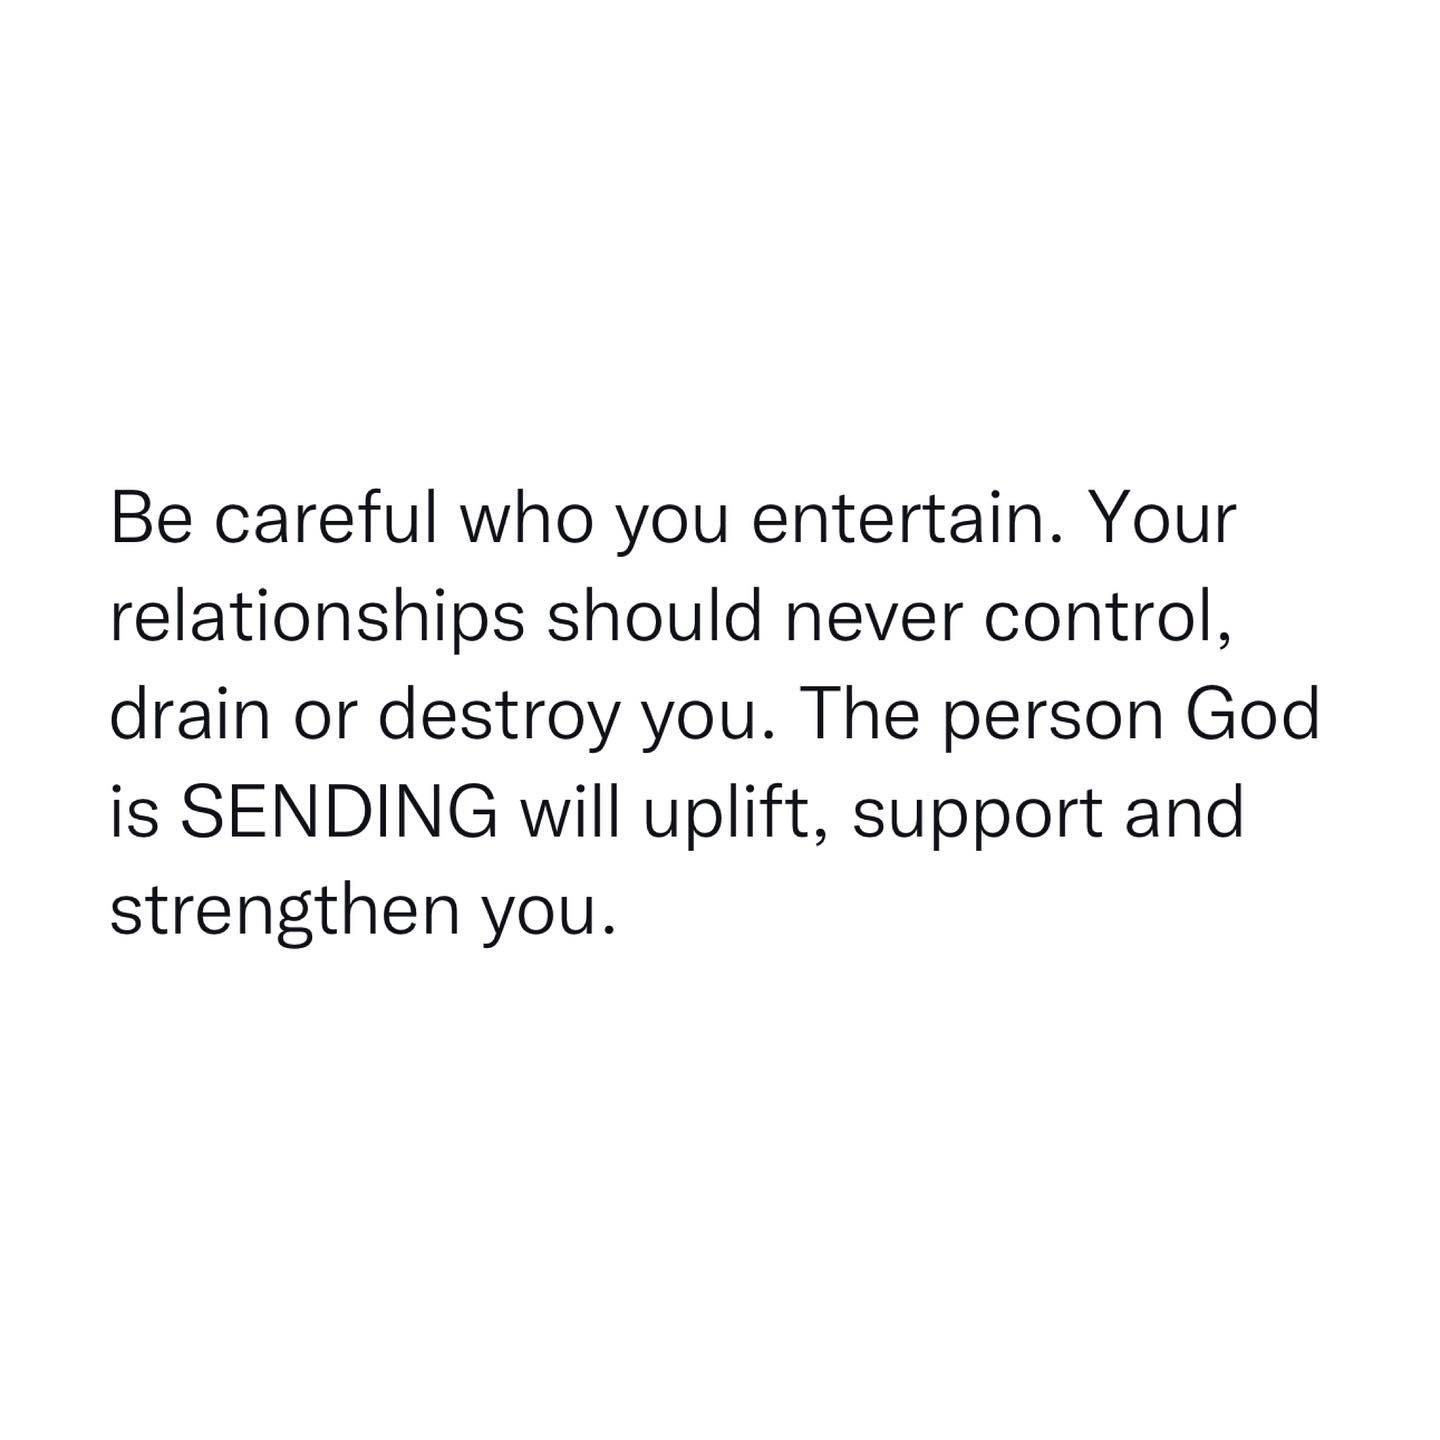 Be careful who you entertain. Your
relationships should never control,
drain or destroy you. The person God
is SENDING will uplift, support and
strengthen you.